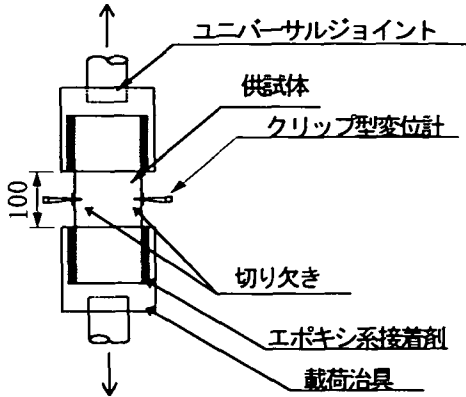 ユニバーサルジョイント
供試体
クリップ型変位計
100
切り欠き
エポキシ系接着剤
載荷治具